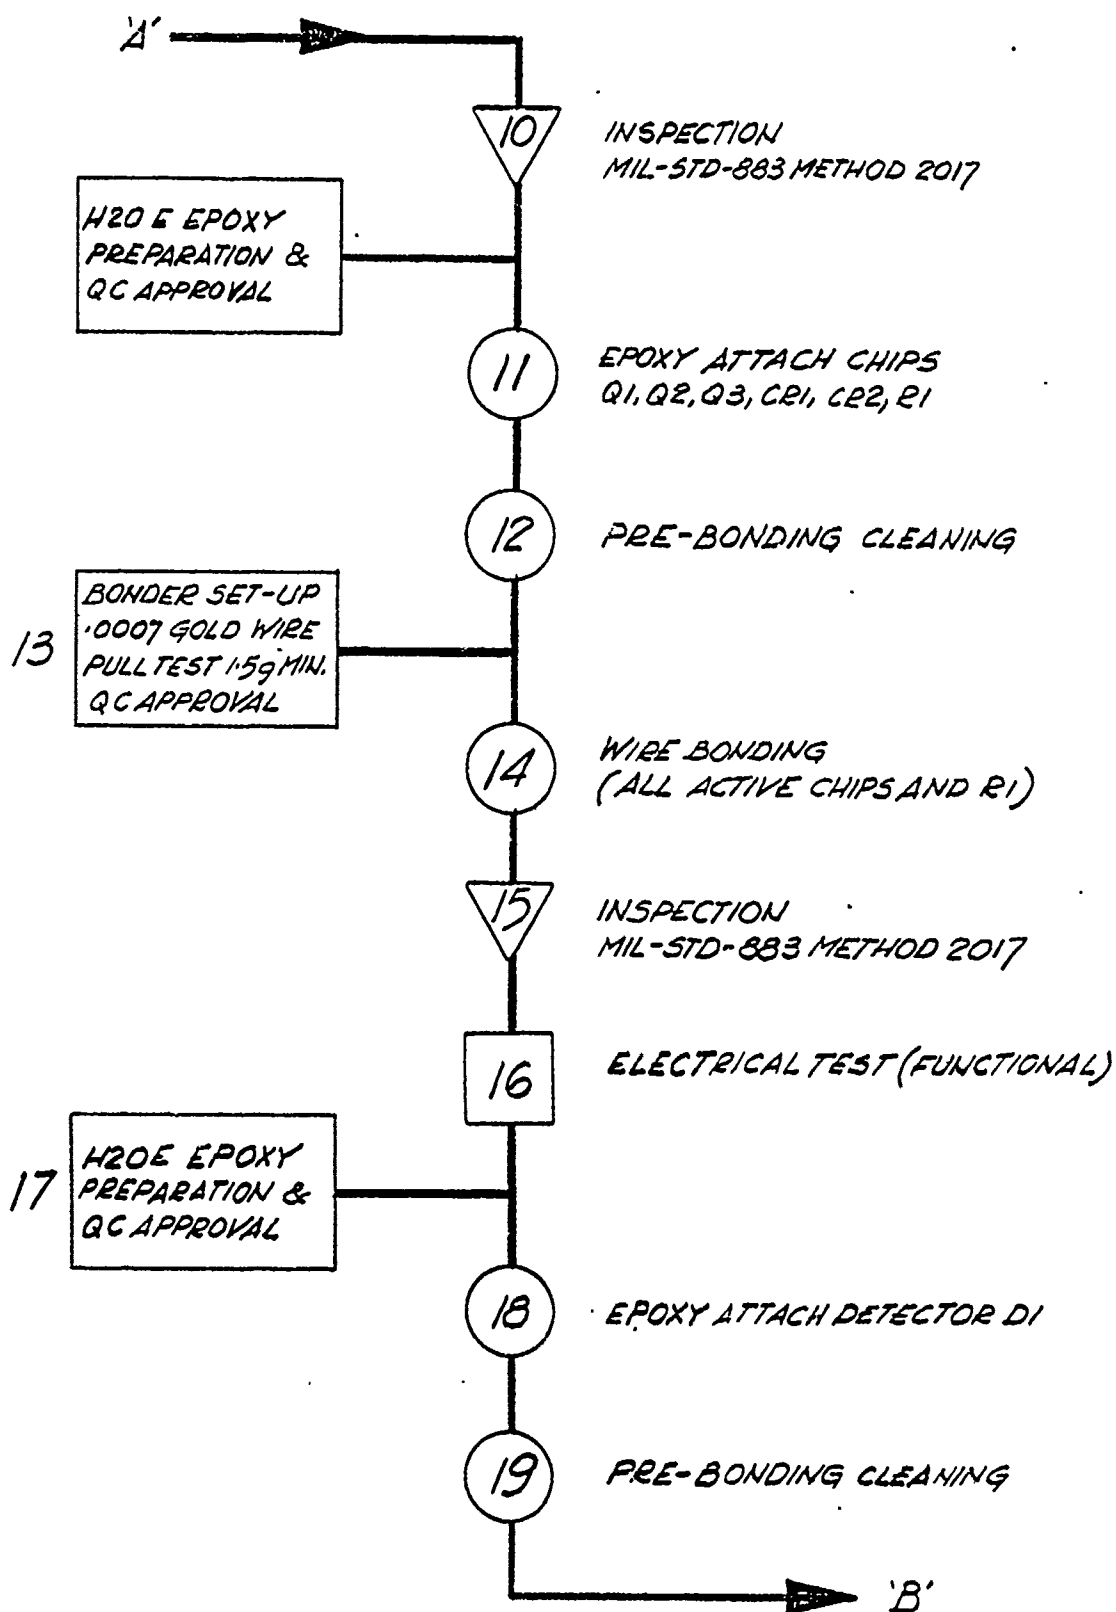 'A'
10
INSPECTION
MIL-STD-883 METHOD 2017
H20 E EPOXY
PREPARATION &
QC APPROVAL
11
EPOXY ATTACH CHIPS
Q1, Q2, Q3, CR1, CR2, R1
12
PRE-BONDING CLEANING
13
BONDER SET-UP
.0007 GOLD WIRE
PULL TEST 1.5g MIN.
QC APPROVAL
14
WIRE BONDING
(ALL ACTIVE CHIPS AND R1)
15
INSPECTION
MIL-STD-883 METHOD 2017
16
ELECTRICAL TEST (FUNCTIONAL)
17
H20E EPOXY
PREPARATION &
QC APPROVAL
18
EPOXY ATTACH DETECTOR D1
19
PRE-BONDING CLEANING
'B'